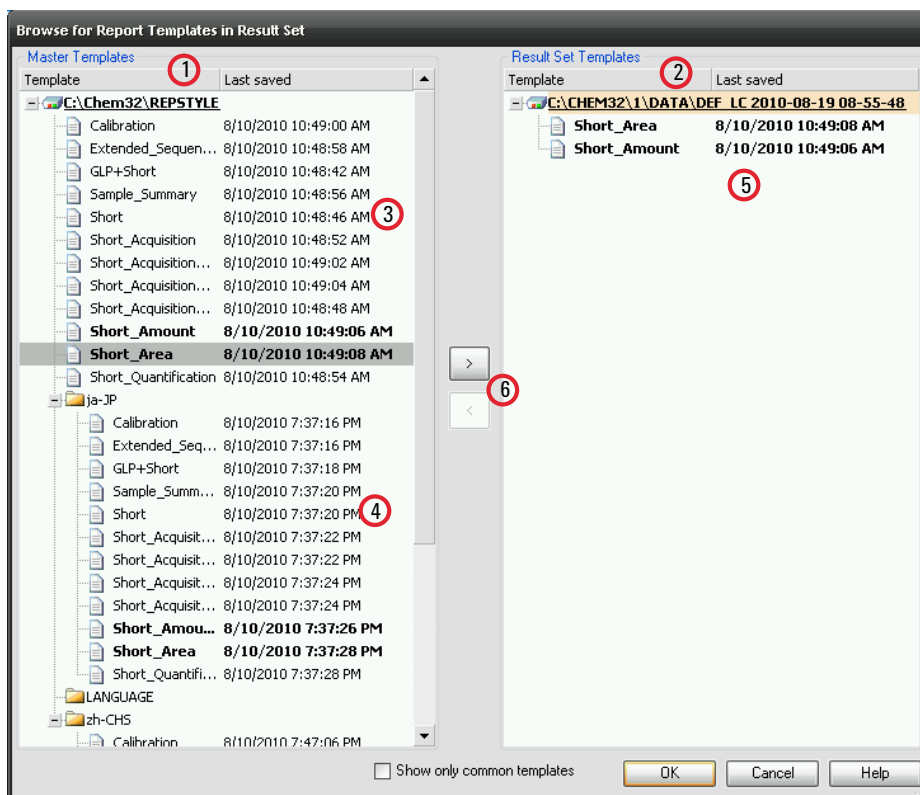 Browse for Report Templates in Result Set
Master Templates
1
Template Last saved
C:\Chem32\REPSTYLE
Calibration 8/10/2010 10:49:00 AM
Extended_Sequen... 8/10/2010 10:48:58 AM
GLP+Short 8/10/2010 10:48:42 AM
Sample_Summary 8/10/2010 10:48:56 AM
Short 8/10/2010 10:48:46 AM
3
Short_Acquisition 8/10/2010 10:48:52 AM
Short_Acquisition... 8/10/2010 10:49:02 AM
Short_Acquisition... 8/10/2010 10:49:04 AM
Short_Acquisition... 8/10/2010 10:48:48 AM
Short_Amount 8/10/2010 10:49:06 AM
Short_Area 8/10/2010 10:49:08 AM
Short_Quantification 8/10/2010 10:48:54 AM
ja-JP
Calibration 8/10/2010 7:37:16 PM
Extended_Seq... 8/10/2010 7:37:16 PM
GLP+Short 8/10/2010 7:37:18 PM
Sample_Summ... 8/10/2010 7:37:20 PM
Short 8/10/2010 7:37:20 PM
4
Short_Acquisit... 8/10/2010 7:37:22 PM
Short_Acquisit... 8/10/2010 7:37:22 PM
Short_Acquisit... 8/10/2010 7:37:24 PM
Short_Acquisit... 8/10/2010 7:37:24 PM
Short_Amou... 8/10/2010 7:37:26 PM
Short_Area 8/10/2010 7:37:28 PM
Short_Quantifi... 8/10/2010 7:37:28 PM
LANGUAGE
zh-CHS
Calibration 8/10/2010 7:47:06 PM
>
6
<
Result Set Templates
2
Template Last saved
C:\CHEM32\1\DATA\DEF_LC 2010-08-19 08-55-48
Short_Area 8/10/2010 10:49:08 AM
Short_Amount 8/10/2010 10:49:06 AM
5
Show only common templates
OK Cancel Help